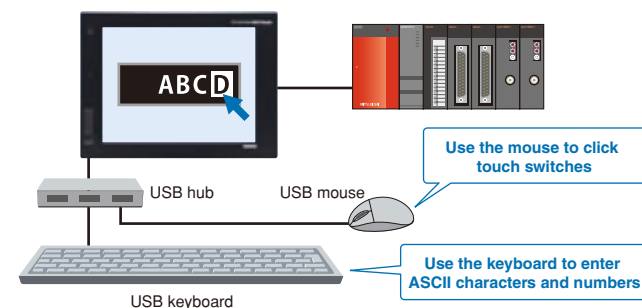 ABCD
USB hub
USB mouse
Use the mouse to click
touch switches
Use the keyboard to enter
ASCII characters and numbers
USB keyboard